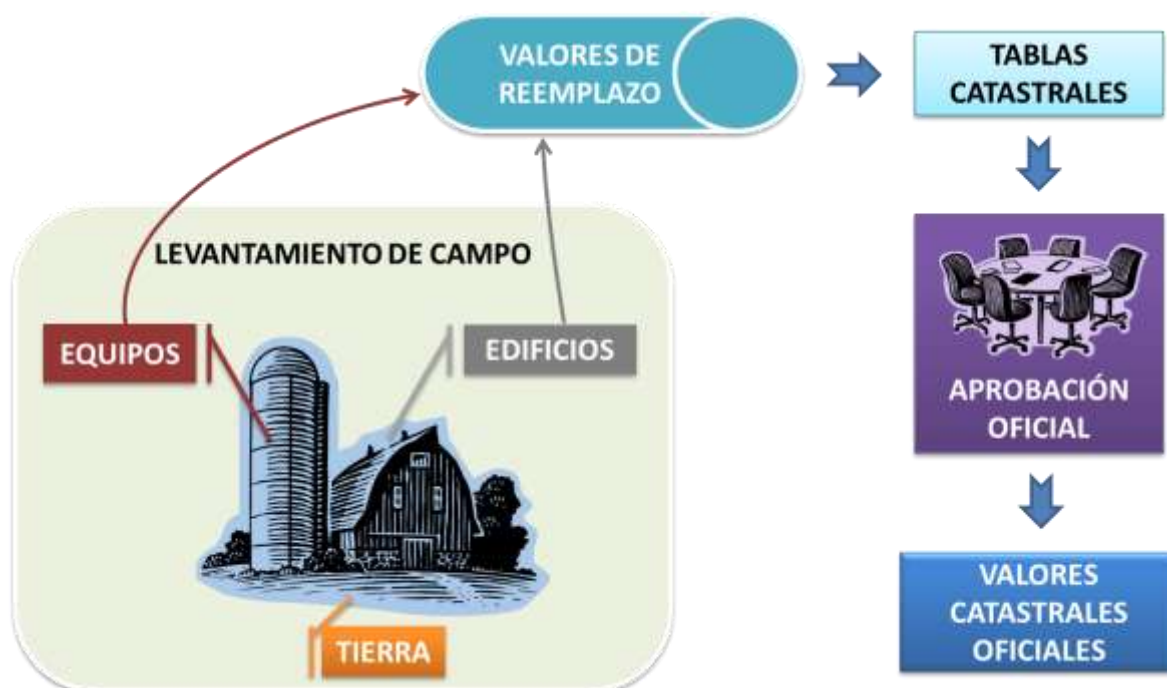 VALORES DE
REEMPLAZO
TABLAS
CATASTRALES
LEVANTAMIENTO DE CAMPO
EQUIPOS
EDIFICIOS
TIERRA
APROBACIÓN
OFICIAL
VALORES
CATASTRALES
OFICIALES